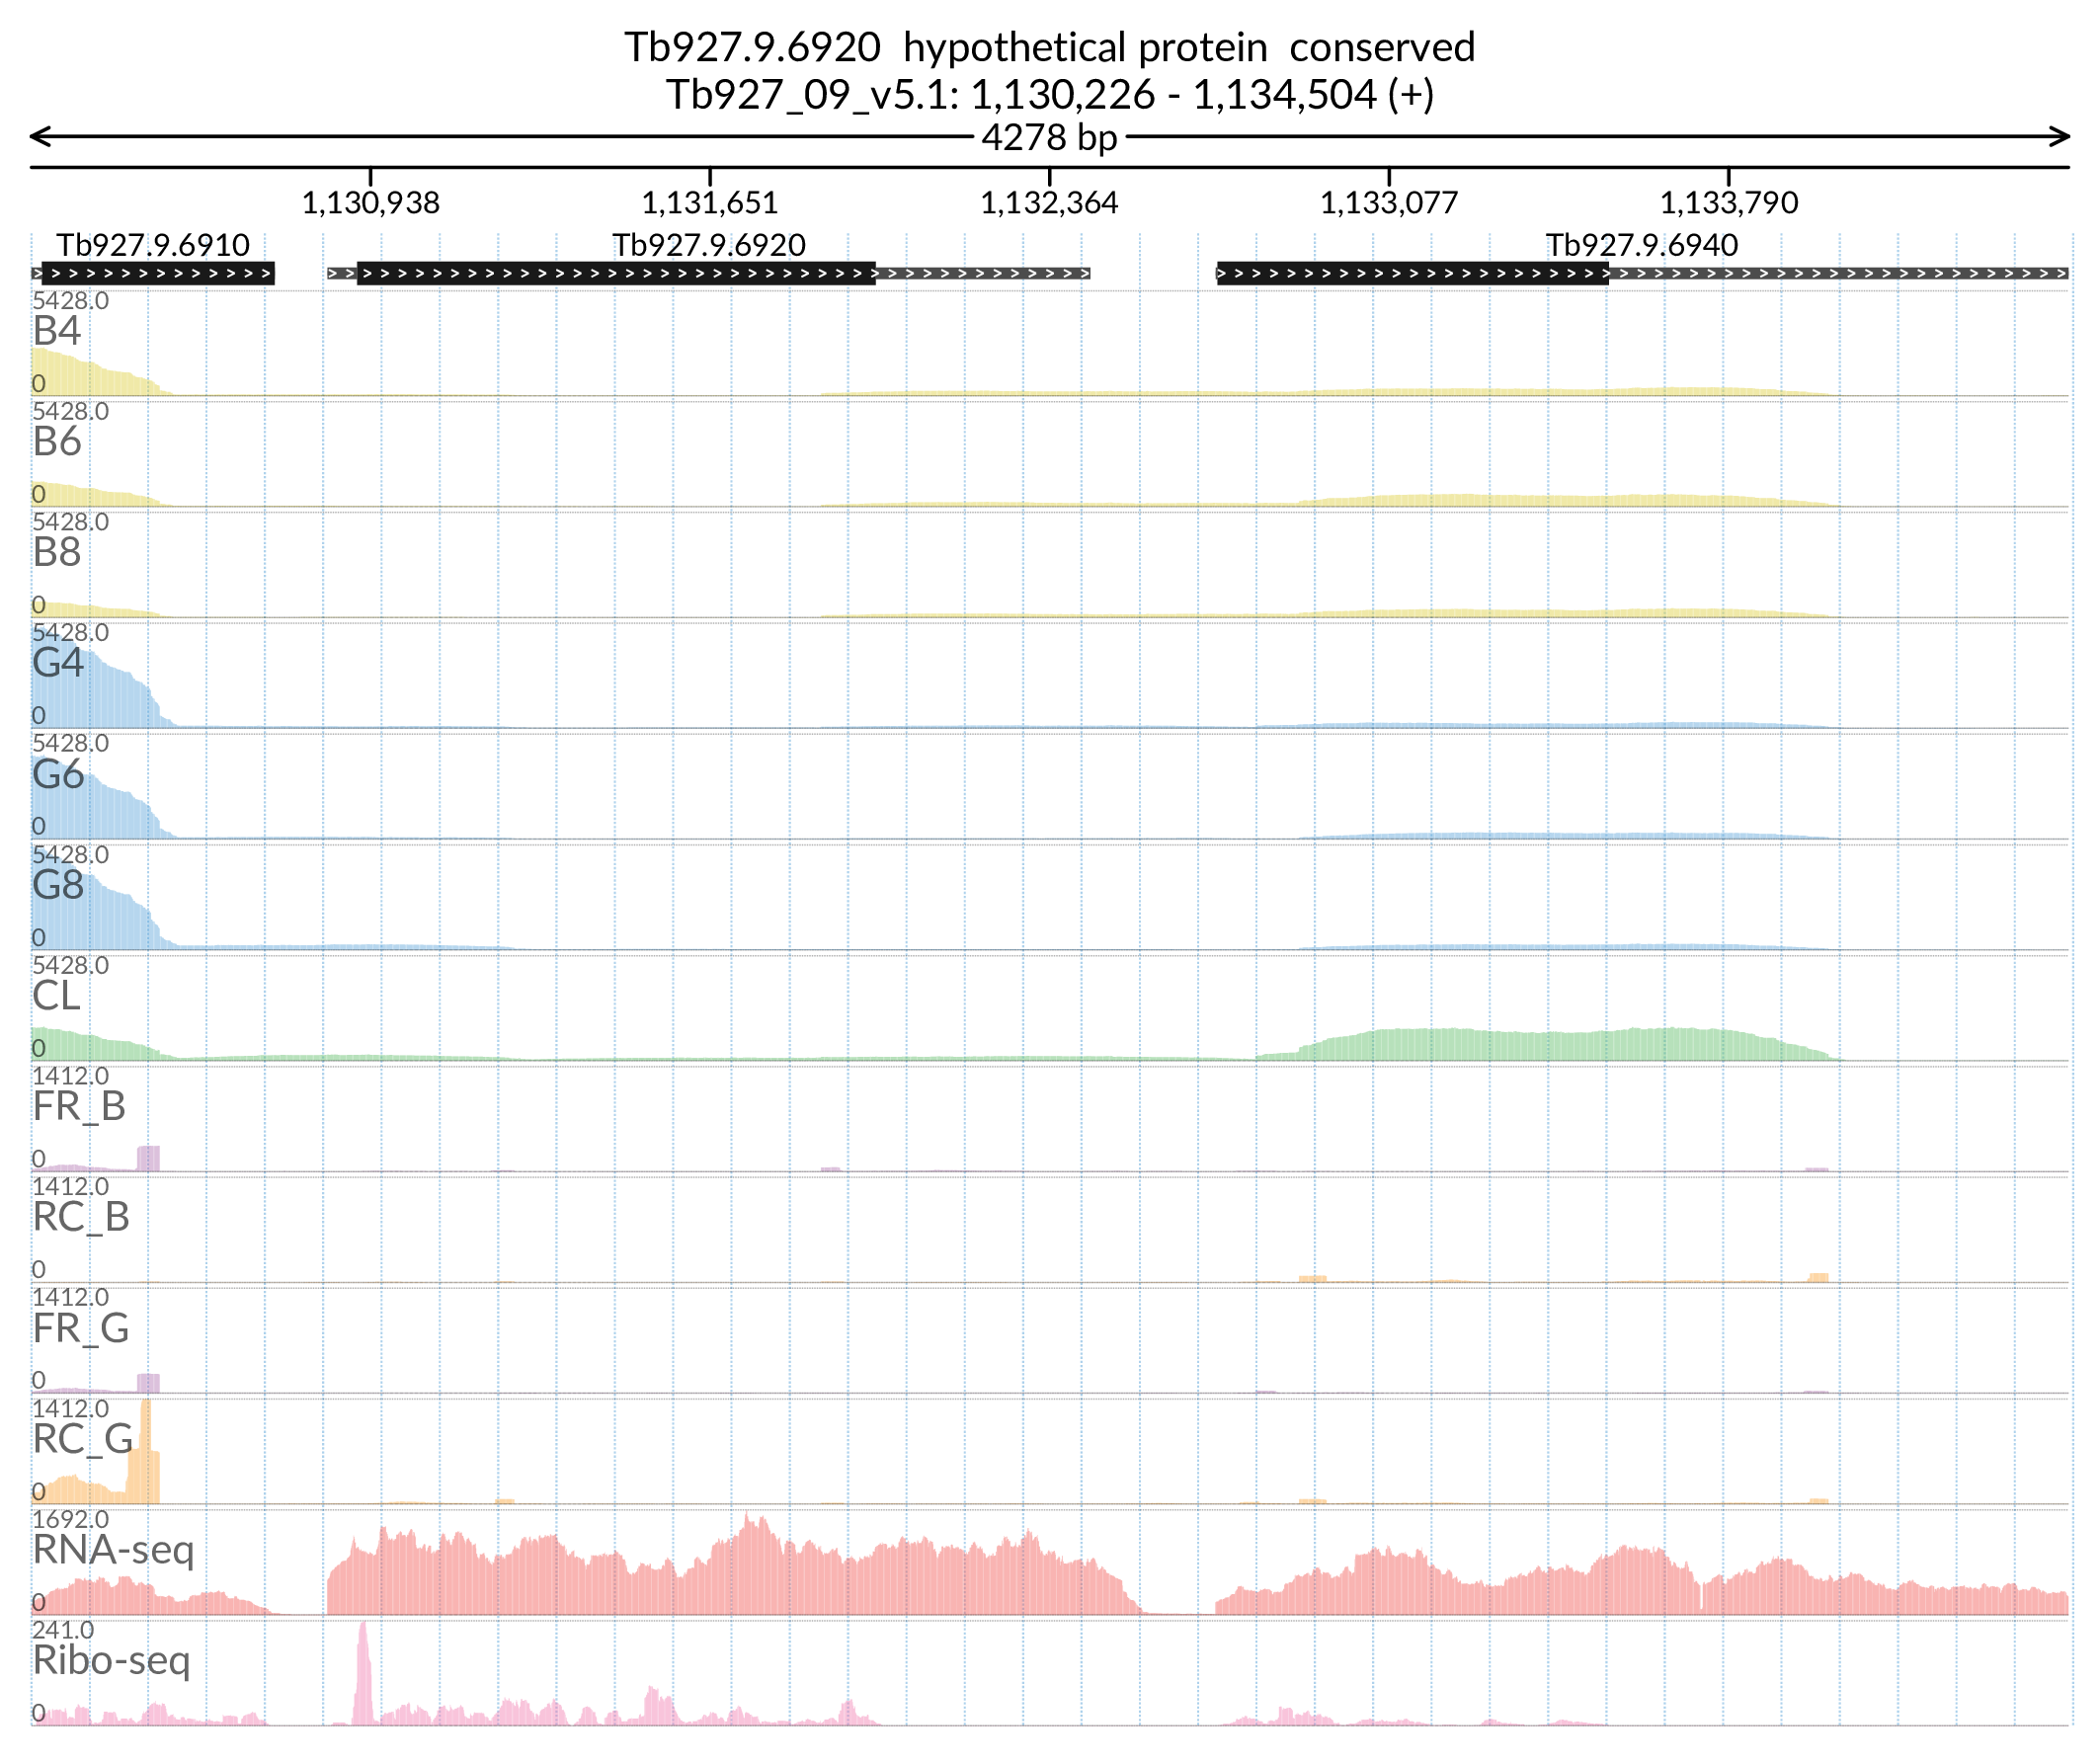 Tb927.9.6920 hypothetical protein conserved
Tb927_09_v5.1: 1,130,226 - 1,134,504 (+)
4278 bp
1,130,938 1,131,651 1,132,364 1,133,077 1,133,790
Tb927.9.6910 Tb927.9.6920 Tb927.9.6940
5428.0
B4
0
5428.0
B6
0
5428.0
B8
0
5428.0
G4
0
5428.0
G6
0
5428.0
G8
0
5428.0
CL
0
1412.0
FR_B
0
1412.0
RC_B
0
1412.0
FR_G
0
1412.0
RC_G
0
1692.0
RNA-seq
0
241.0
Ribo-seq
0